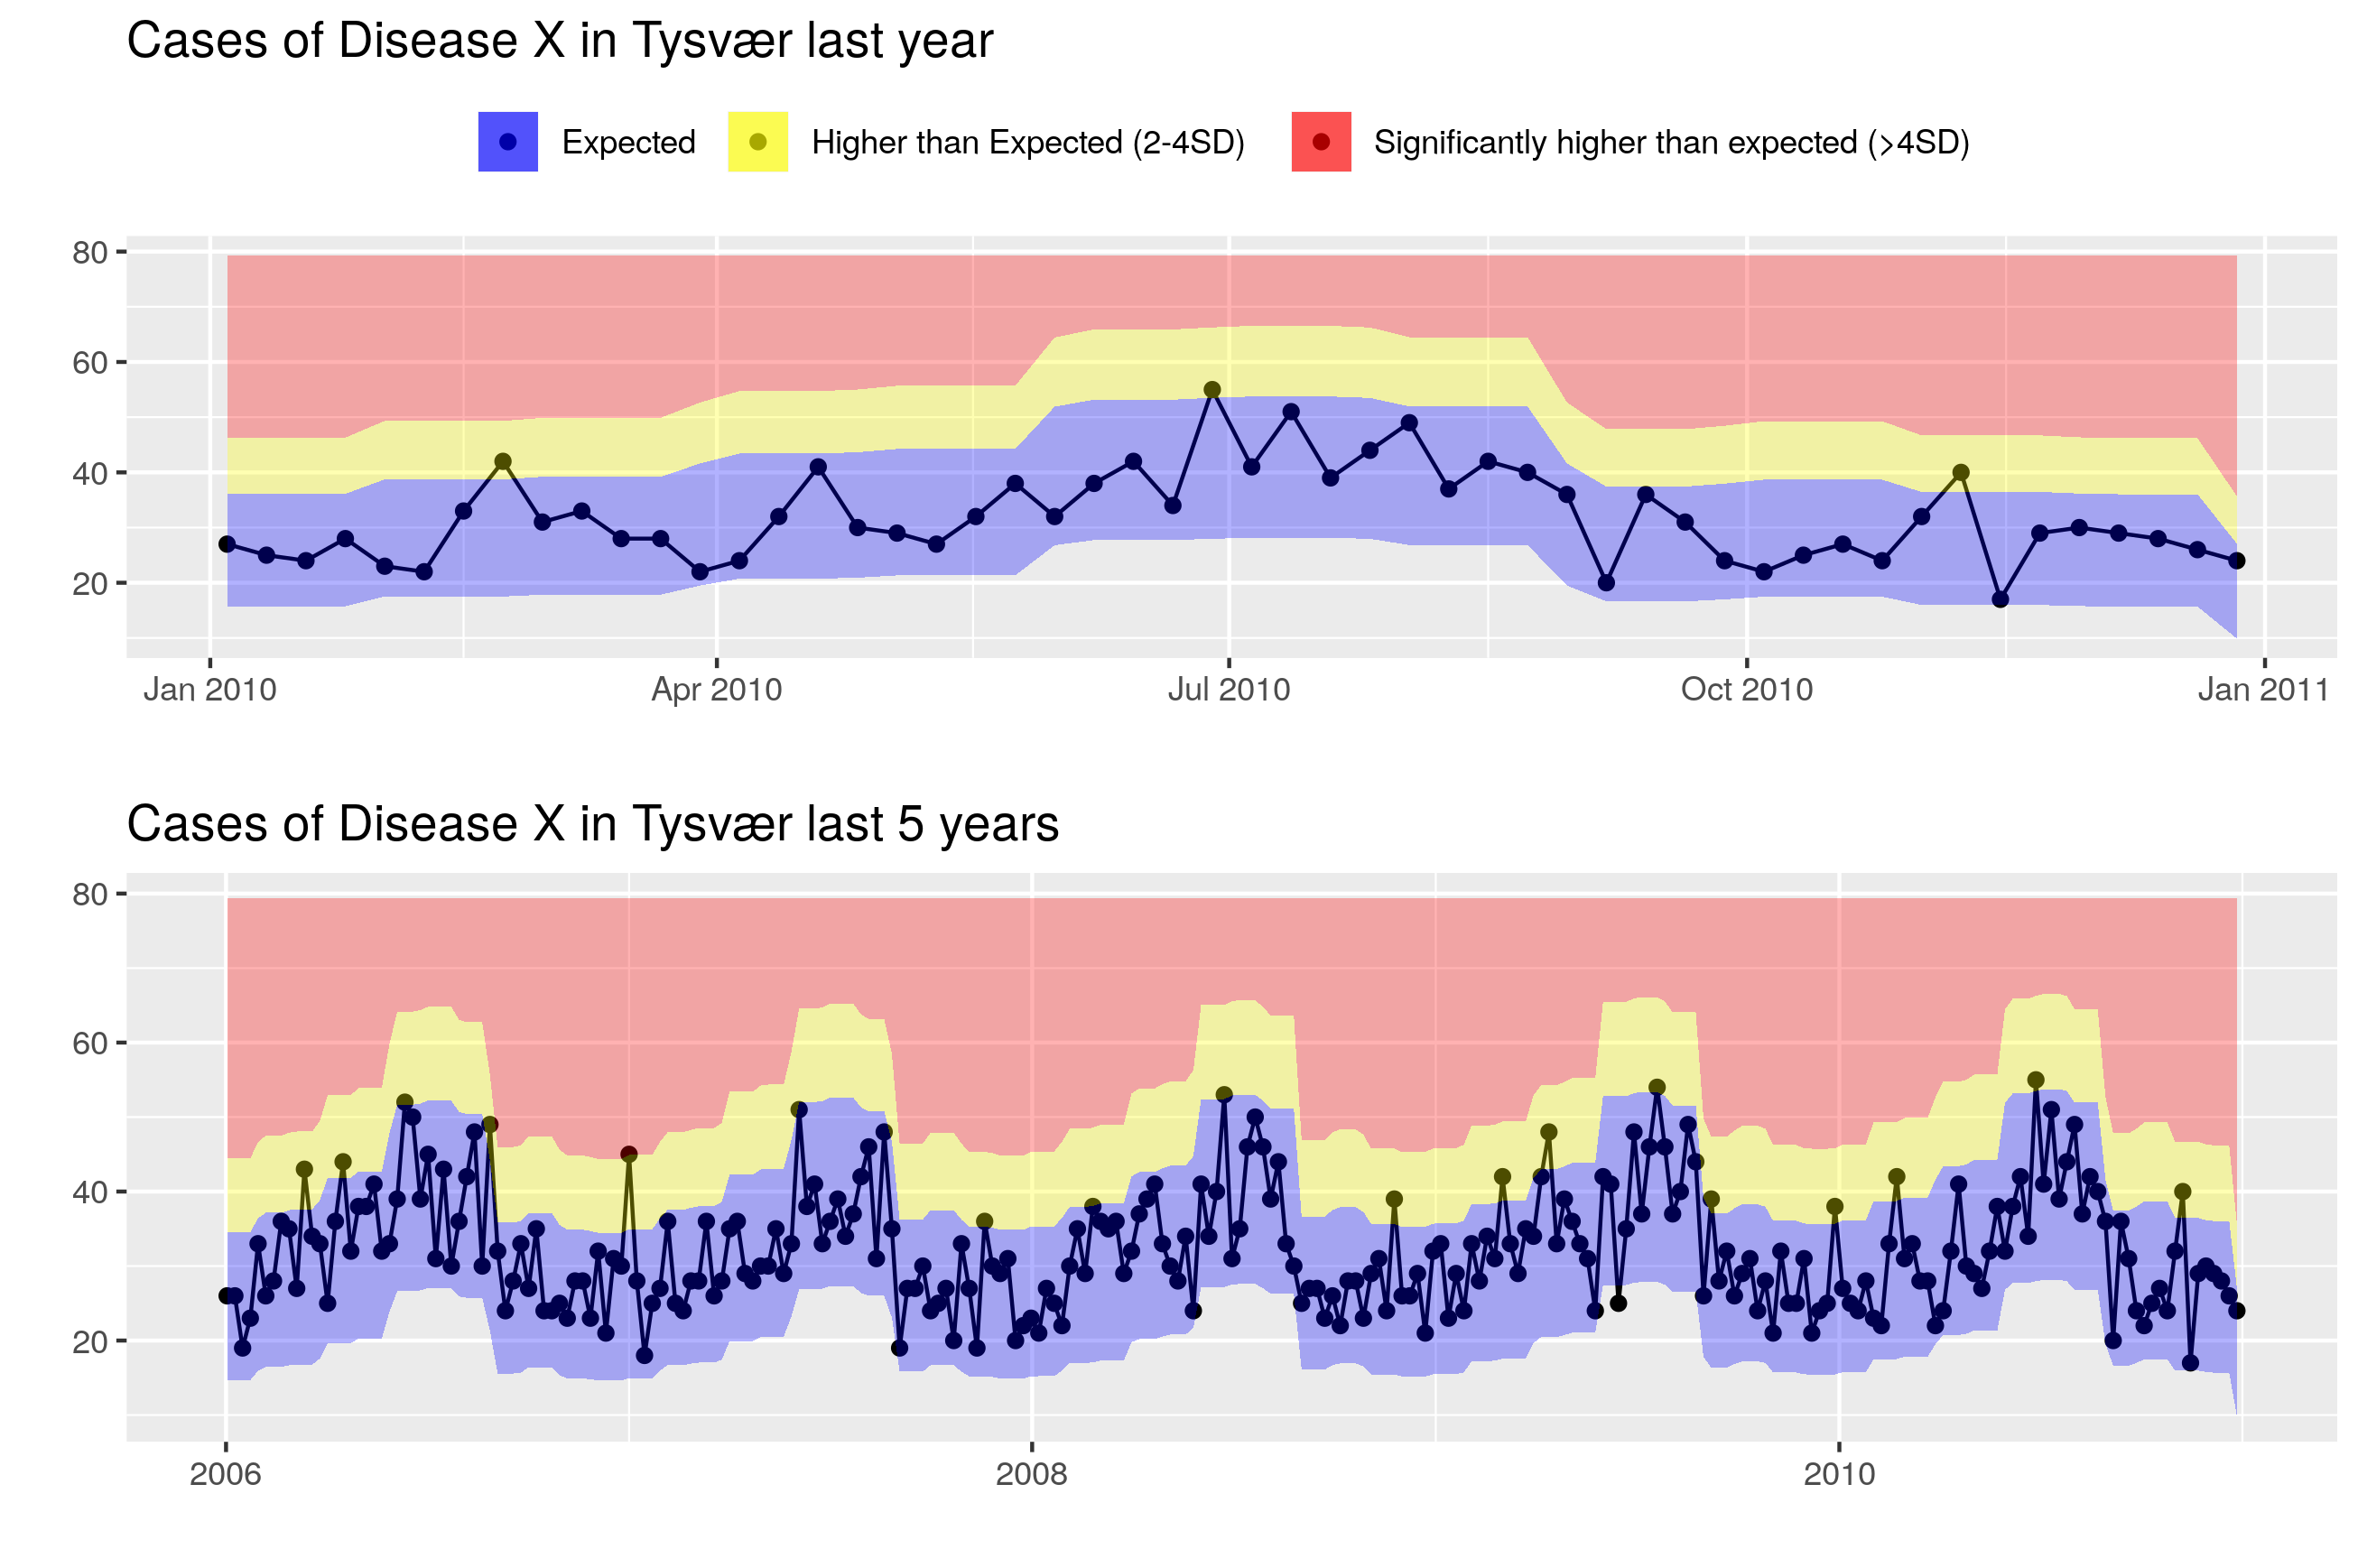 Cases of Disease X in Tysvær last year
Expected Higher than Expected (2-4SD) Significantly higher than expected (>4SD)
80
60
40
20
Jan 2010 Apr 2010 Jul 2010 Oct 2010 Jan 2011
Cases of Disease X in Tysvær last 5 years
80
60
40
20
2006 2008 2010